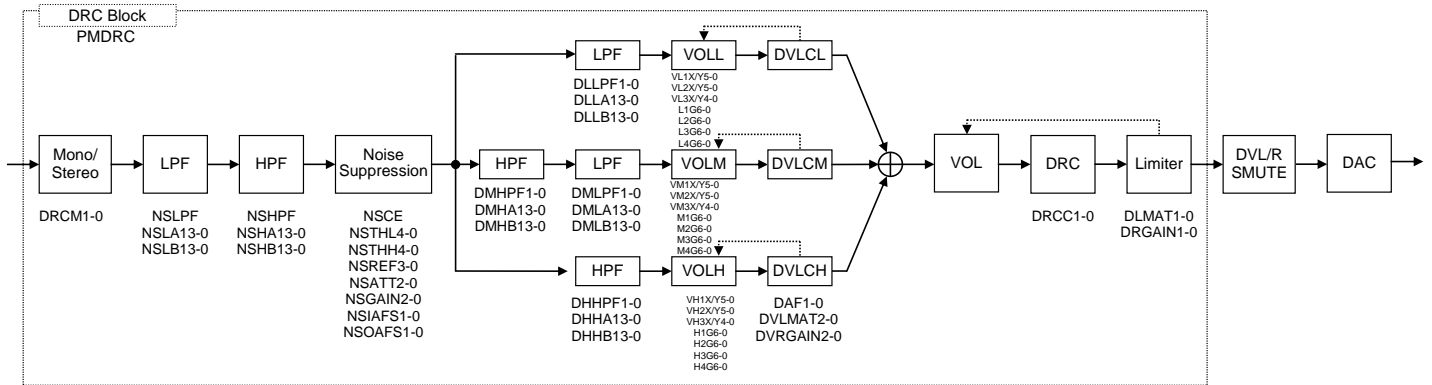 DRC Block
PMDRC
Mono/
Stereo
DRCM1-0
LPF
NSLPF
NSLA13-0
NSLB13-0
HPF
NSHPF
NSHA13-0
NSHB13-0
Noise
Suppression
NSCE
NSTHL4-0
NSTHH4-0
NSREF3-0
NSATT2-0
NSGAIN2-0
NSIAFS1-0
NSOAFS1-0
LPF
DLLPF1-0
DLLA13-0
DLLB13-0
VOLL
VL1X/Y5-0
VL2X/Y5-0
VL3X/Y4-0
L1G6-0
L2G6-0
L3G6-0
L4G6-0
DVLCL
HPF
DMHPF1-0
DMHA13-0
DMHB13-0
LPF
DMLPF1-0
DMLA13-0
DMLB13-0
VOLM
VM1X/Y5-0
VM2X/Y5-0
VM3X/Y4-0
M1G6-0
M2G6-0
M3G6-0
M4G6-0
DVLCM
HPF
DHHPF1-0
DHHA13-0
DHHB13-0
VOLH
VH1X/Y5-0
VH2X/Y5-0
VH3X/Y4-0
H1G6-0
H2G6-0
H3G6-0
H4G6-0
DVLCH
DAF1-0
DVLMAT2-0
DVRGAIN2-0
VOL
DRC
DRCC1-0
Limiter
DLMAT1-0
DRGAIN1-0
DVL/R
SMUTE
DAC